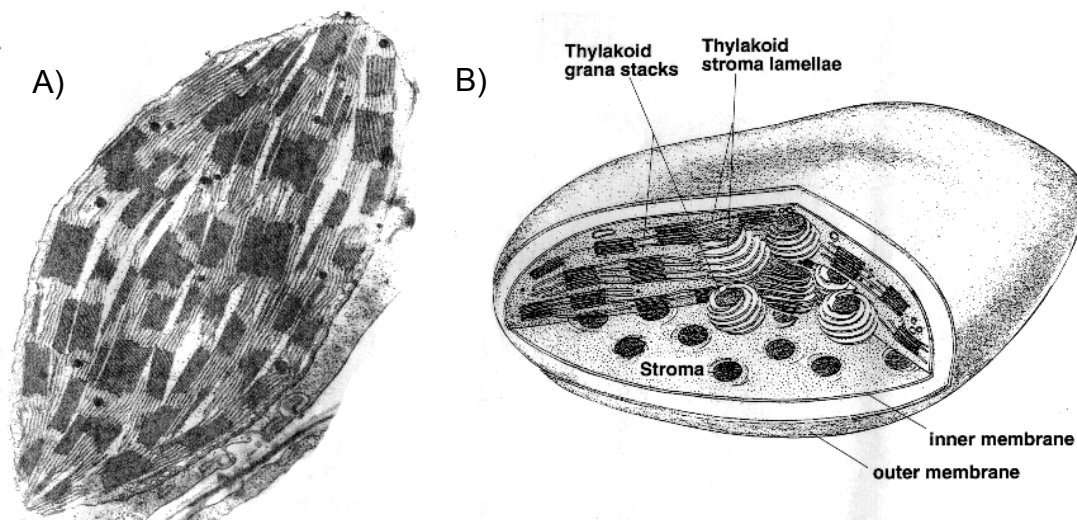 A)
B)
Thylakoid
grana stacks
Thylakoid
stroma lamellae
Stroma
inner membrane
outer membrane